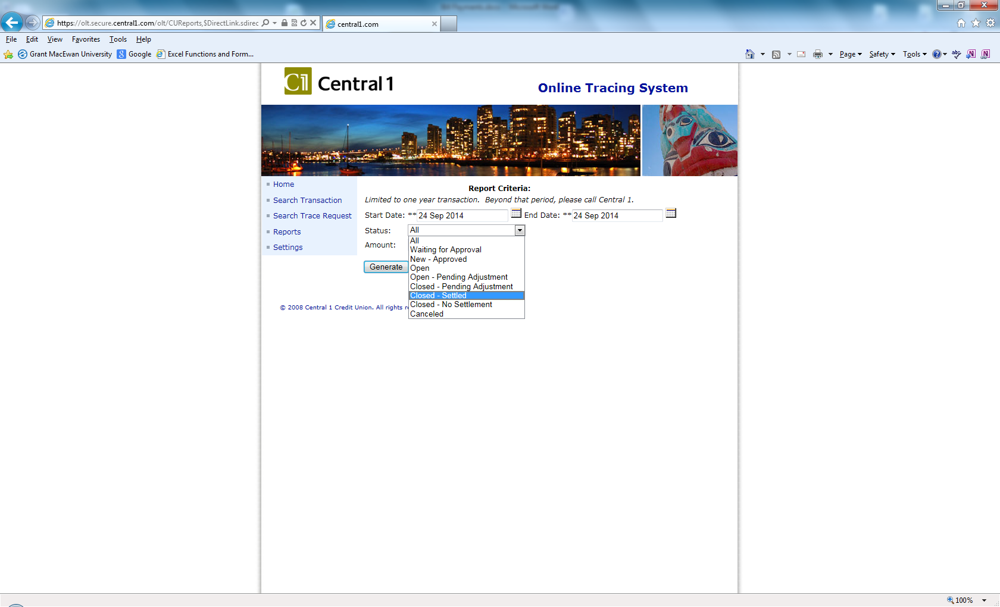 https://olt.secure.central1.com/olt/CUReports,$DirectLink.sdirec
central1.com
File Edit View Favorites Tools Help
Grant MacEwan University Google Excel Functions and Form...
Page Safety Tools
C1 Central 1
Online Tracing System
Home
Search Transaction
Search Trace Request
Reports
Settings
Report Criteria:
Limited to one year transaction. Beyond that period, please call Central 1.
Start Date: **24 Sep 2014 End Date: **24 Sep 2014
Status: All
Amount:
All
Waiting for Approval
New - Approved
Open
Open - Pending Adjustment
Closed - Pending Adjustment
Closed - Settled
Closed - No Settlement
Canceled
Generate
© 2008 Central 1 Credit Union. All rights r
100%